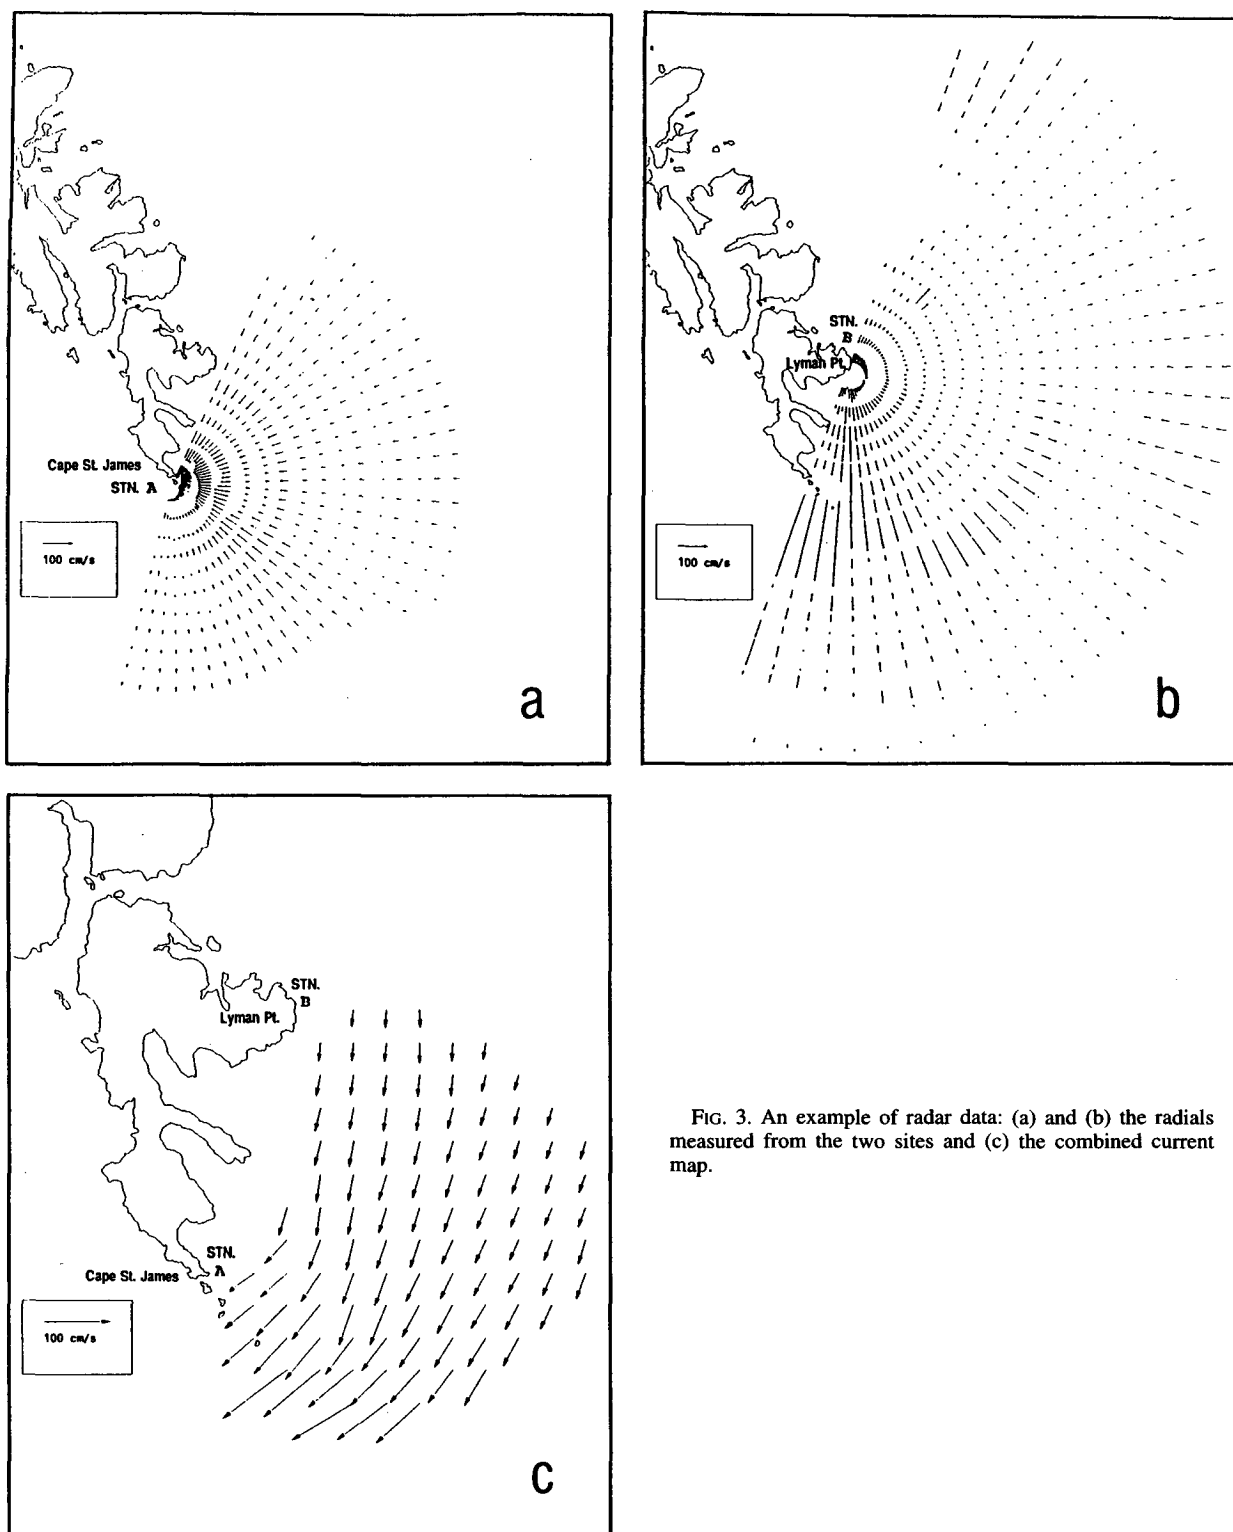 Cape St. James
STN. A
100 cm/s
a
STN.
B
Lyman Pt.
100 cm/s
b
STN.
B
Lyman Pt.
STN.
A
Cape St. James
100 cm/s
c
FIG. 3. An example of radar data: (a) and (b) the radials
measured from the two sites and (c) the combined current
map.